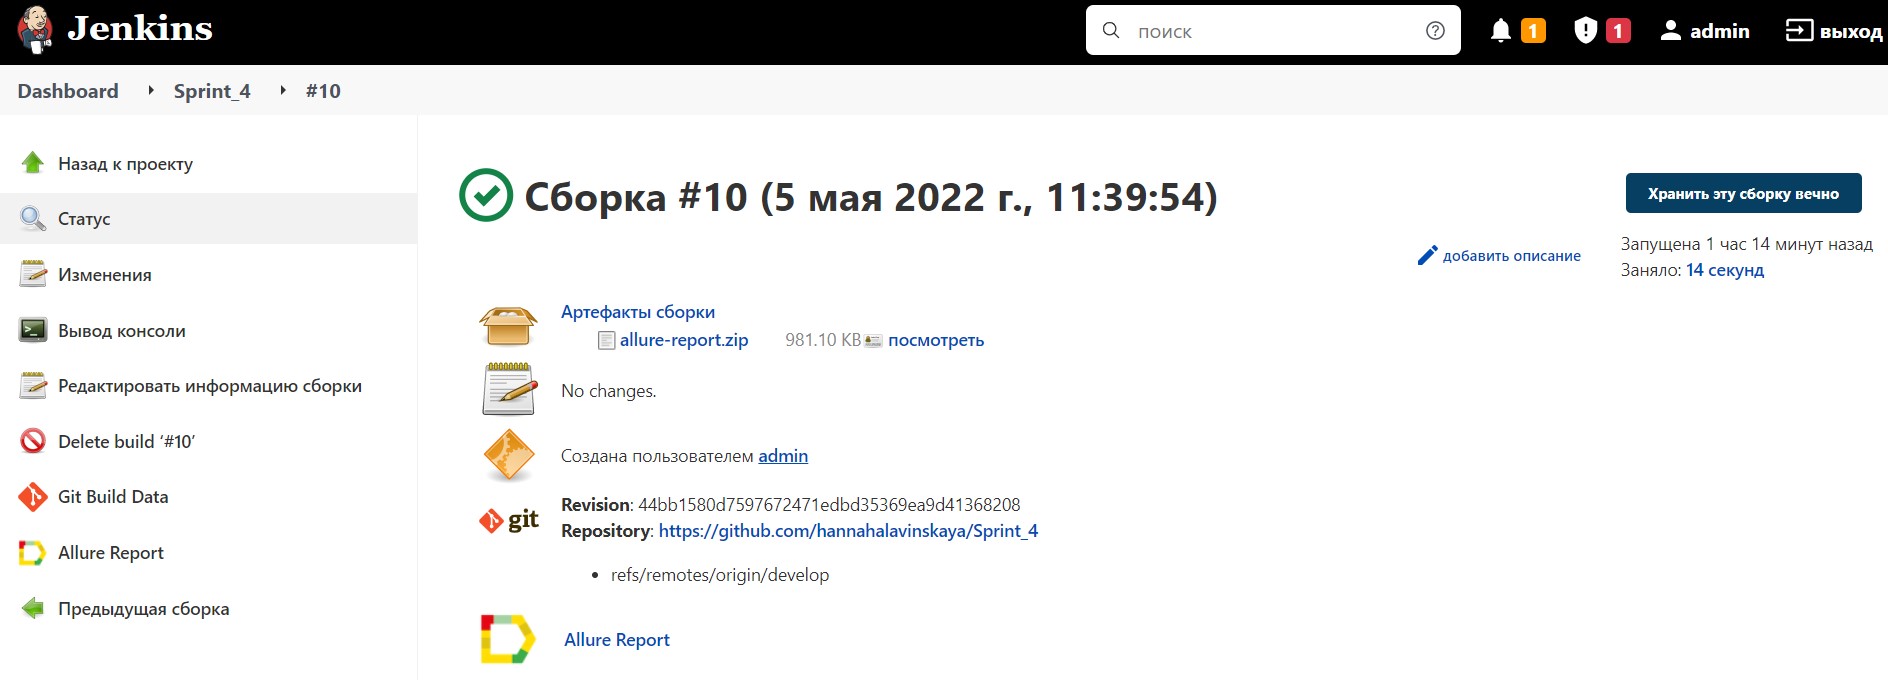 Jenkins
поиск
1
1
admin
выход
Dashboard
Sprint_4
#10
Назад к проекту
Статус
Изменения
Вывод консоли
Редактировать информацию сборки
Delete build ‘#10’
Git Build Data
Allure Report
Предыдущая сборка
Сборка #10 (5 мая 2022 г., 11:39:54)
Хранить эту сборку вечно
добавить описание
Запущена 1 час 14 минут назад
Заняло: 14 секунд
Артефакты сборки
allure-report.zip 981.10 KB посмотреть
No changes.
Создана пользователем admin
git
Revision: 44bb1580d7597672471edbd35369ea9d41368208
Repository: https://github.com/hannahalavinskaya/Sprint_4
• refs/remotes/origin/develop
Allure Report